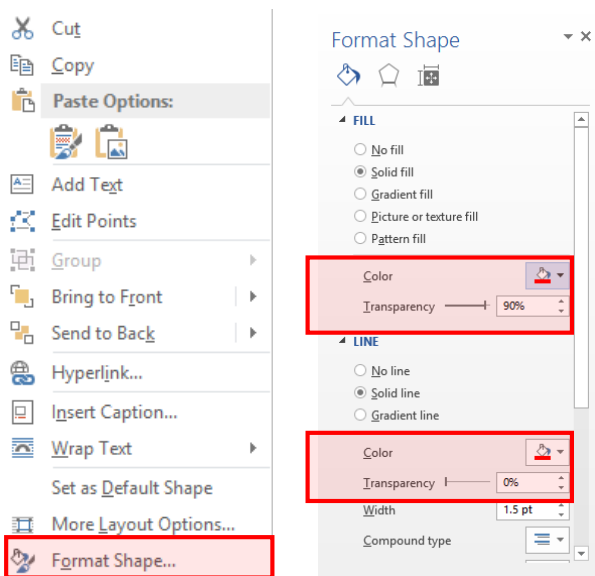 Cut
Copy
Paste Options:
Add Text
Edit Points
Group
Bring to Front
Send to Back
Hyperlink...
Insert Caption...
Wrap Text
Set as Default Shape
More Layout Options...
Format Shape...
Format Shape
FILL
No fill
Solid fill
Gradient fill
Picture or texture fill
Pattern fill
Color
Transparency 90%
LINE
No line
Solid line
Gradient line
Color
Transparency 0%
Width 1.5 pt
Compound type